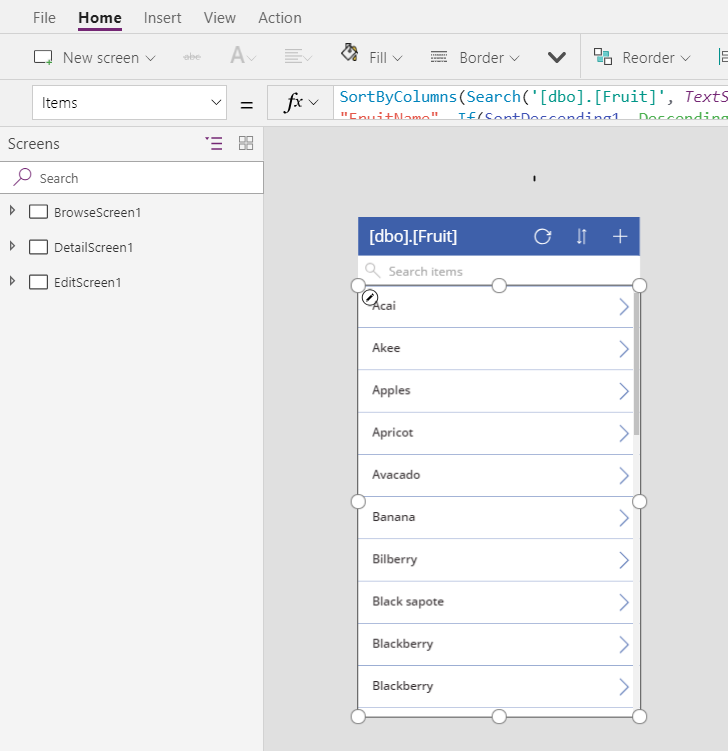 File Home Insert View Action
New screen abc A Fill Border Reorder
Items = fx SortByColumns(Search('[dbo].[Fruit]', TextS
"FruitName", If(SortDescending1, Descending
Screens
Search
BrowseScreen1
DetailScreen1
EditScreen1
[dbo].[Fruit]
Search items
Acai
Akee
Apples
Apricot
Avacado
Banana
Bilberry
Black sapote
Blackberry
Blackberry